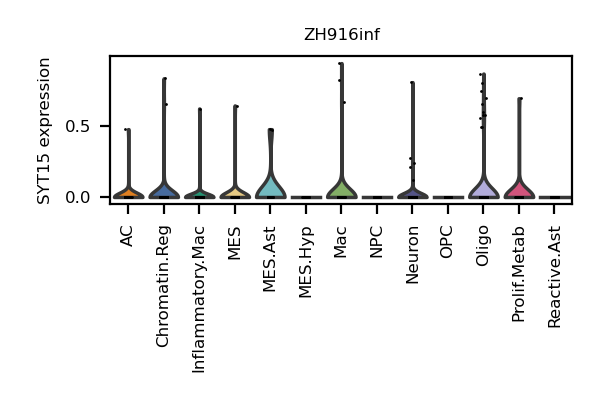 ZH916inf
SYT15 expression
0.5
0.0
AC
Chromatin.Reg
Inflammatory.Mac
MES
MES.Ast
MES.Hyp
Mac
NPC
Neuron
OPC
Oligo
Prolif.Metab
Reactive.Ast